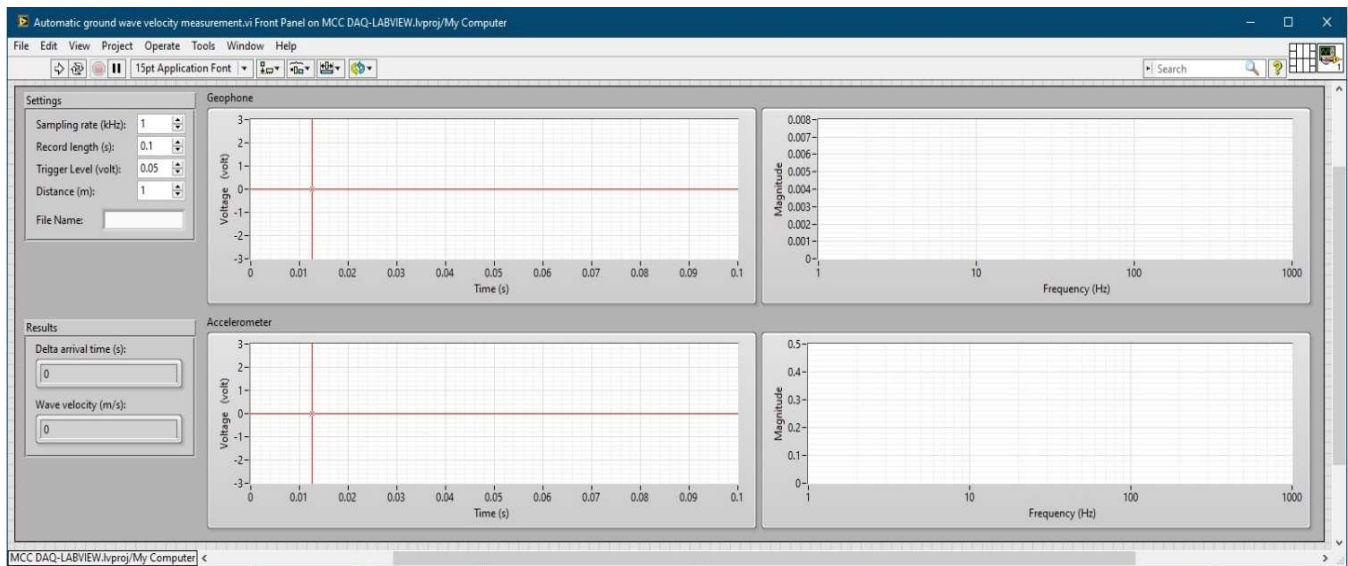 Automatic ground wave velocity measurement.vi Front Panel on MCC DAQ-LABVIEW.lvproj/My Computer
File Edit View Project Operate Tools Window Help
15pt Application Font
Search
Settings
Sampling rate (kHz): 1
Record length (s): 0.1
Trigger Level (volt): 0.05
Distance (m): 1
File Name:
Geophone
Voltage (volt)
3
2
1
0
-1
-2
-3
0 0.01 0.02 0.03 0.04 0.05 0.06 0.07 0.08 0.09 0.1
Time (s)
Magnitude
0.008
0.007
0.006
0.005
0.004
0.003
0.002
0.001
0
1 10 100 1000
Frequency (Hz)
Results
Delta arrival time (s):
0
Wave velocity (m/s):
0
Accelerometer
Voltage (volt)
3
2
1
0
-1
-2
-3
0 0.01 0.02 0.03 0.04 0.05 0.06 0.07 0.08 0.09 0.1
Time (s)
Magnitude
0.5
0.4
0.3
0.2
0.1
0
1 10 100 1000
Frequency (Hz)
MCC DAQ-LABVIEW.lvproj/My Computer